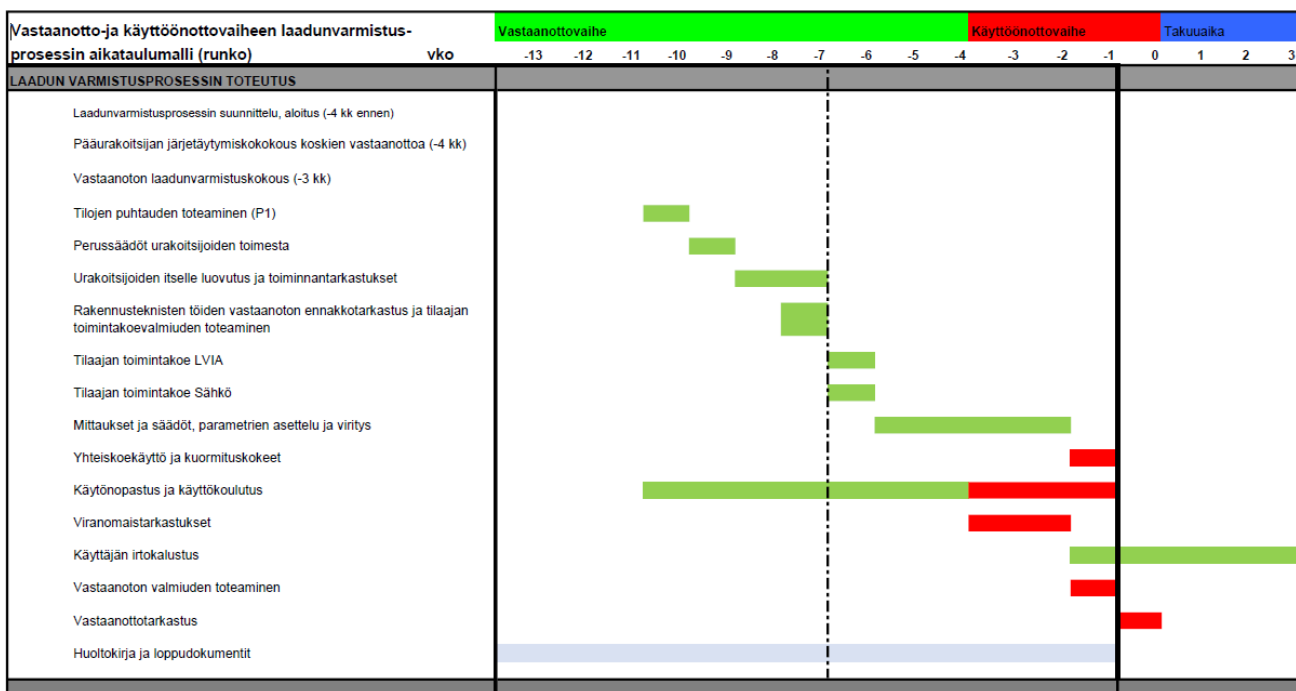 Vastaanotto-ja käyttöönottovaiheen laadunvarmistus-
prosessin aikataulumalli (runko) vko
Vastaanottovaihe Käyttöönottovaihe Takuuaika
-13 -12 -11 -10 -9 -8 -7 -6 -5 -4 -3 -2 -1 0 1 2 3
LAADUN VARMISTUSPROSESSIN TOTEUTUS
Laadunvarmistusprosessin suunnittelu, aloitus (-4 kk ennen)
Pääurakoitsijan järjetäytymiskokokous koskien vastaanottoa (-4 kk)
Vastaanoton laadunvarmistuskokous (-3 kk)
Tilojen puhtauden toteaminen (P1)
Perussäädöt urakoitsijoiden toimesta
Urakoitsijoiden itselle luovutus ja toiminnantarkastukset
Rakennusteknisten töiden vastaanoton ennakkotarkastus ja tilaajan
toimintakoevalmiuden toteaminen
Tilaajan toimintakoe LVIA
Tilaajan toimintakoe Sähkö
Mittaukset ja säädöt, parametrien asettelu ja viritys
Yhteiskoekäyttö ja kuormituskokeet
Käytönopastus ja käyttökoulutus
Viranomaistarkastukset
Käyttäjän irtokalustus
Vastaanoton valmiuden toteaminen
Vastaanottotarkastus
Huoltokirja ja loppudokumentit